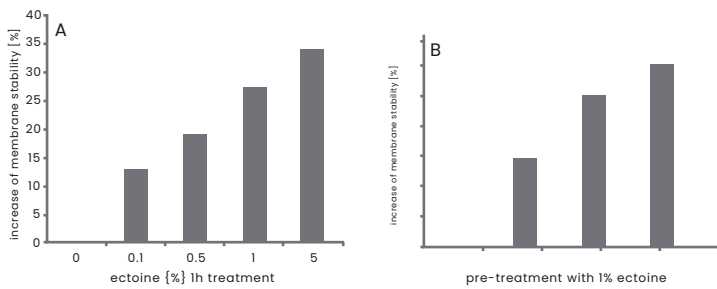 A
increase of membrane stability [%]
40
35
30
25
20
15
10
5
0
0 0.1 0.5 1 5
ectoine {%} 1h treatment
B
increase of membrane stability [%]
pre-treatment with 1% ectoine